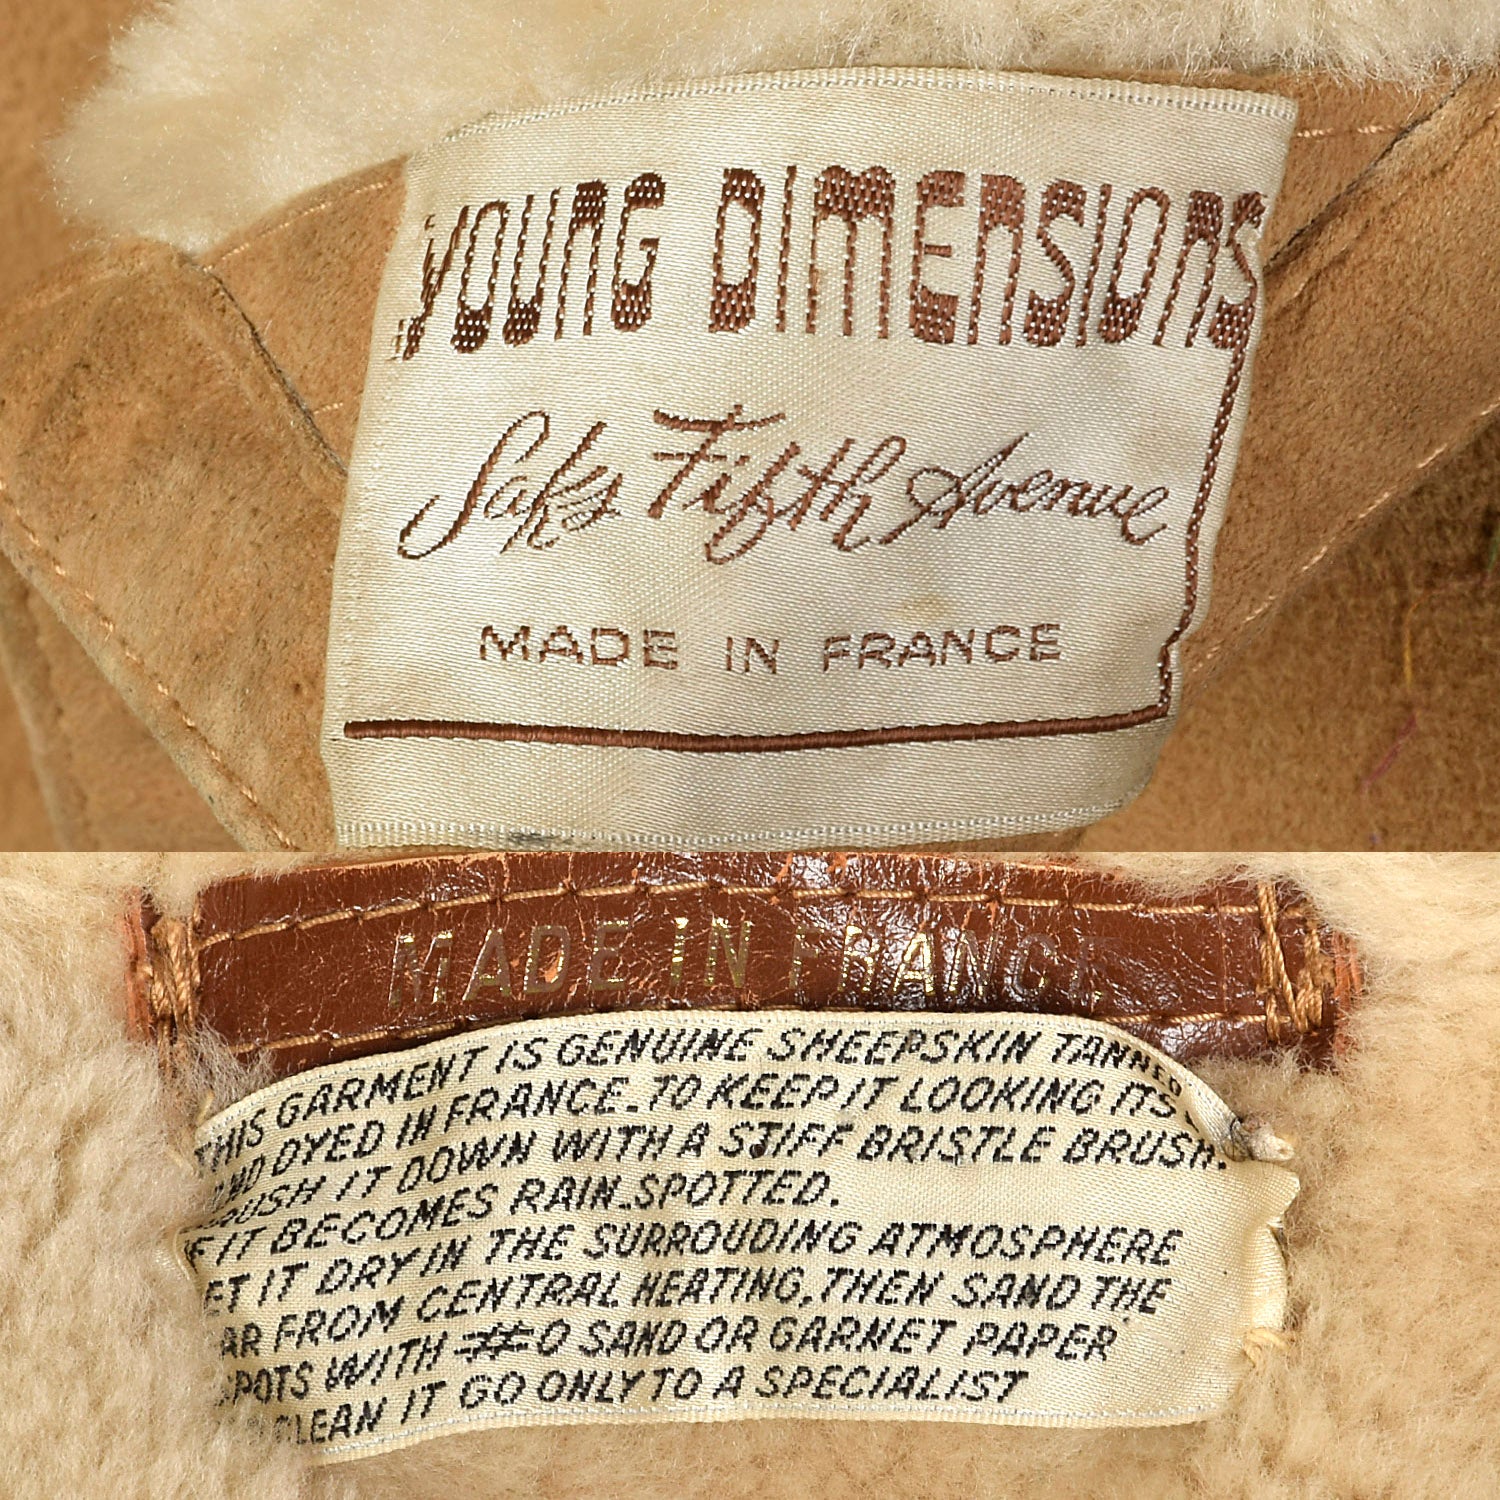 YOUNG DIMENSIONS
Saks Fifth Avenue
MADE IN FRANCE
MADE IN FRANCE
THIS GARMENT IS GENUINE SHEEPSKIN TANNED
AND DYED IN FRANCE. TO KEEP IT LOOKING ITS
BRUSH IT DOWN WITH A STIFF BRISTLE BRUSH.
IF IT BECOMES RAIN-SPOTTED.
LET IT DRY IN THE SURROUDING ATMOSPHERE
FAR FROM CENTRAL HEATING, THEN SAND THE
SPOTS WITH #0 SAND OR GARNET PAPER
CLEAN IT GO ONLY TO A SPECIALIST